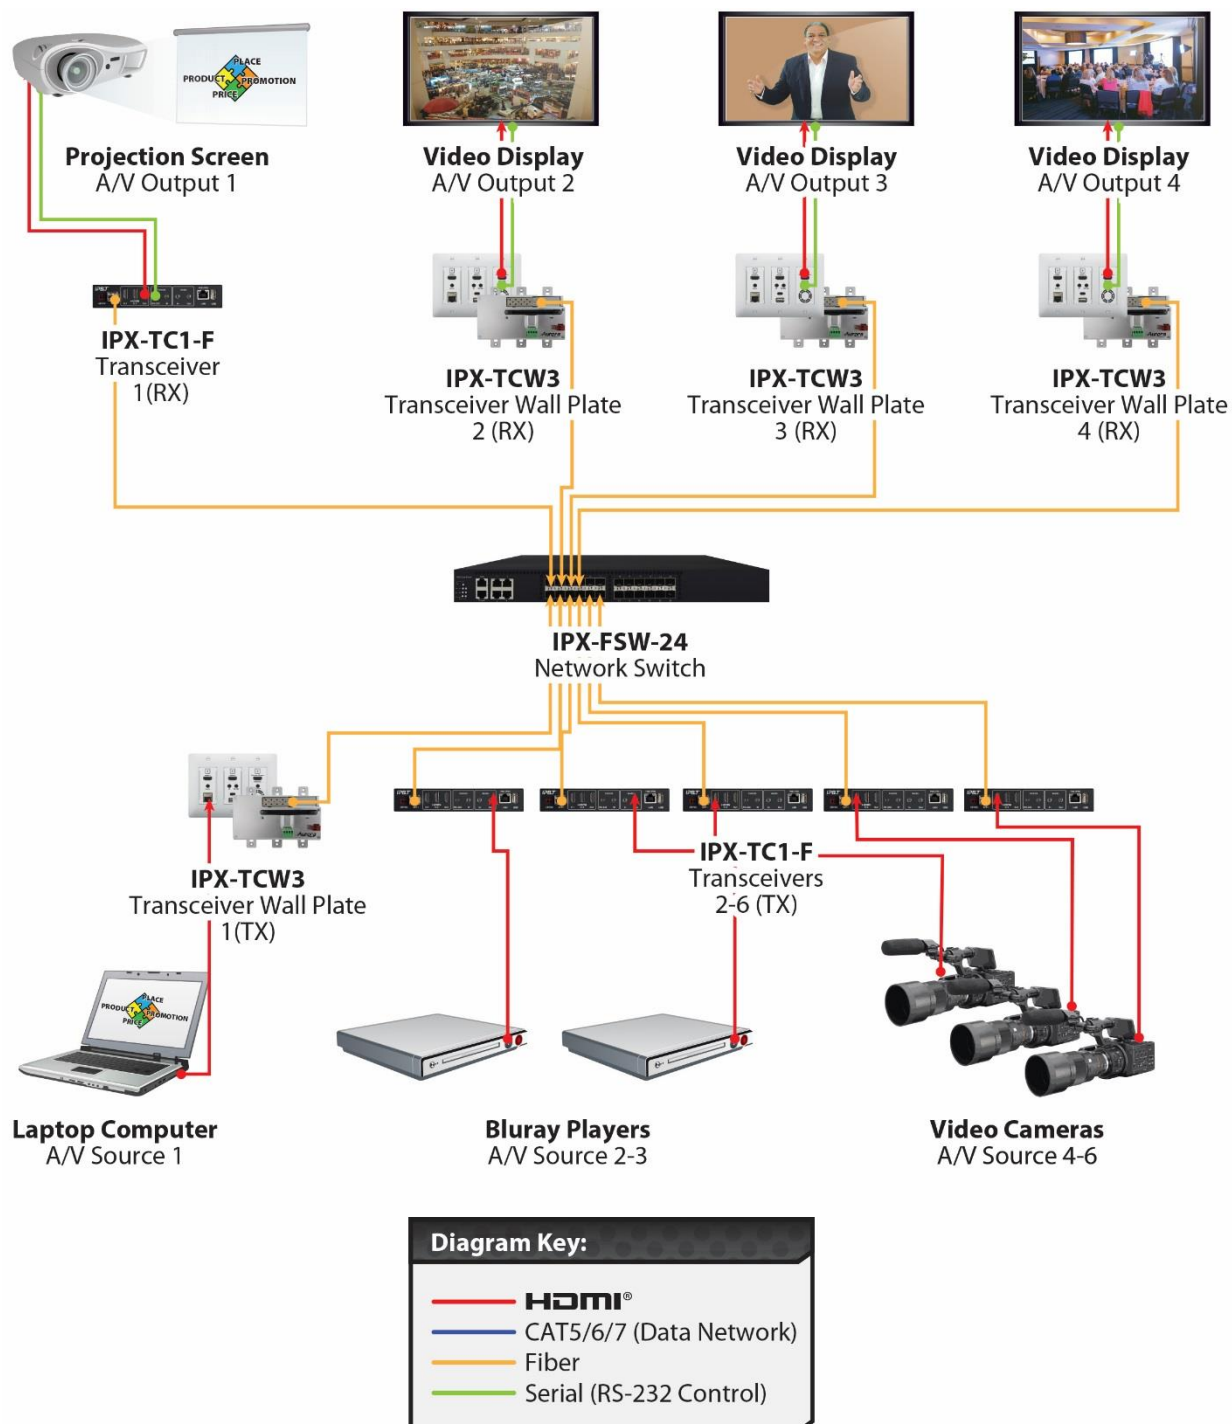 PLACE
PRODUCT PROMOTION
PRICE
Projection Screen
A/V Output 1
Video Display
A/V Output 2
Video Display
A/V Output 3
Video Display
A/V Output 4
IPX-TC1-F
Transceiver
1(RX)
IPX-TCW3
Transceiver Wall Plate
2 (RX)
IPX-TCW3
Transceiver Wall Plate
3 (RX)
IPX-TCW3
Transceiver Wall Plate
4 (RX)
IPX-FSW-24
Network Switch
IPX-TCW3
Transceiver Wall Plate
1(TX)
IPX-TC1-F
Transceivers
2-6 (TX)
PLACE
PRODUCT PROMOTION
PRICE
Laptop Computer
A/V Source 1
Bluray Players
A/V Source 2-3
Video Cameras
A/V Source 4-6
Diagram Key:
HDMI®
CAT5/6/7 (Data Network)
Fiber
Serial (RS-232 Control)